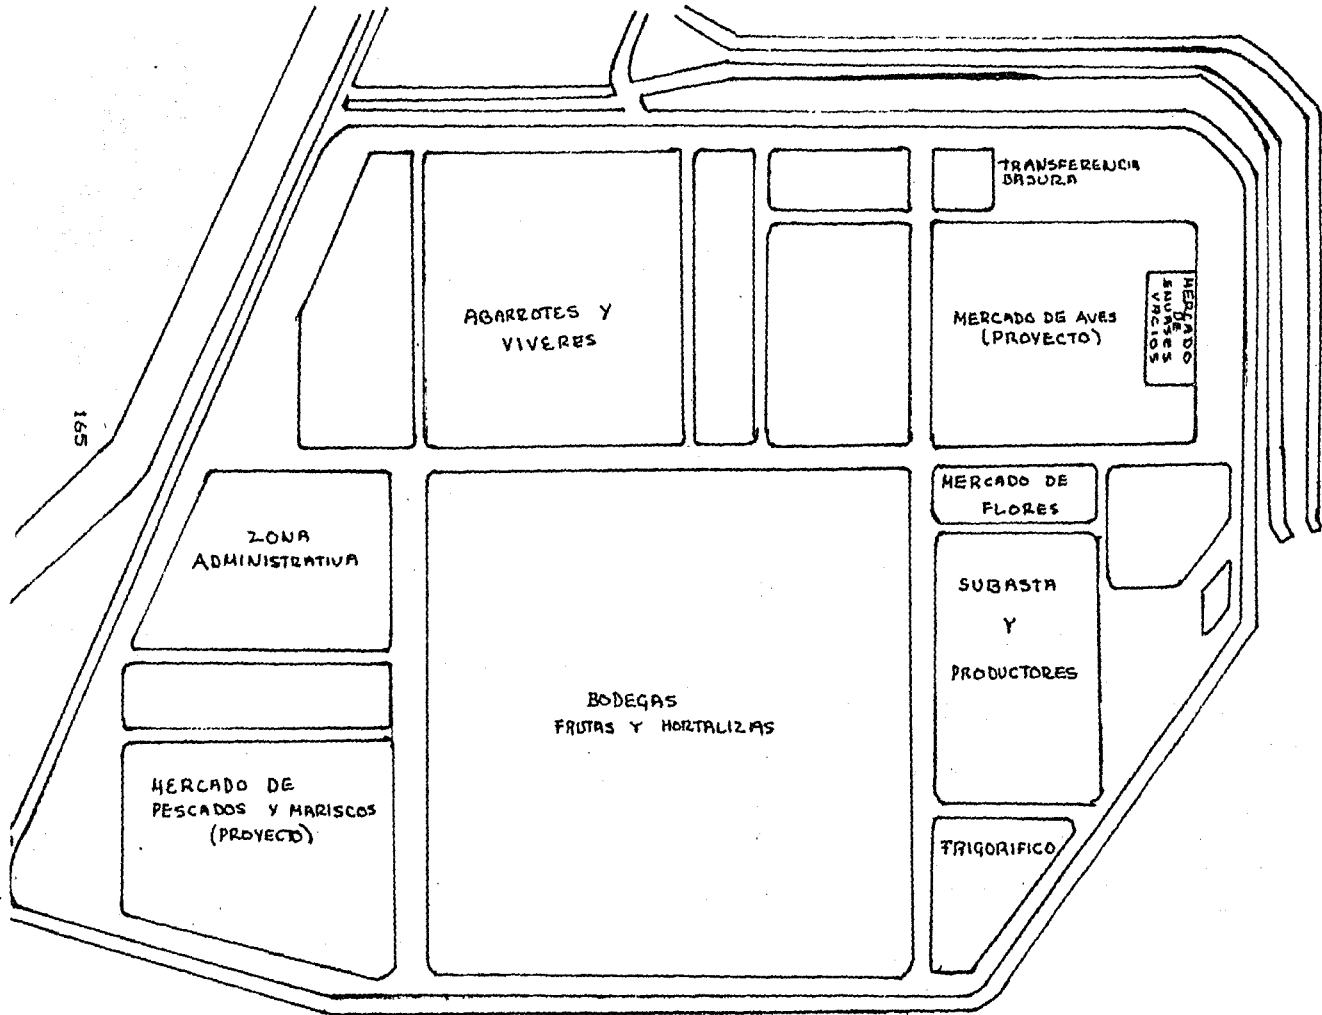 TRANSFERENCIA
BASURA
ABARROTES Y
VIVERES
MERCADO DE AVES
(PROYECTO)
MERCADO
DE
ENVASES
VACIOS
165
MERCADO DE
FLORES
ZONA
ADMINISTRATIVA
SUBASTA
Y
PRODUCTORES
BODEGAS
FRUTAS Y HORTALIZAS
MERCADO DE
PESCADOS Y MARISCOS
(PROYECTO)
FRIGORIFICO